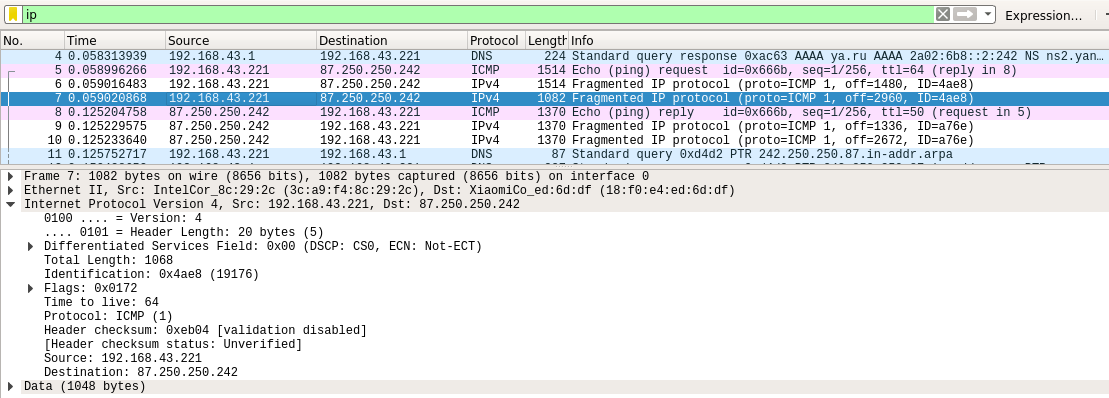 ip Expression…
No. Time Source Destination Protocol Length Info
4 0.058313939 192.168.43.1 192.168.43.221 DNS 224 Standard query response 0xac63 AAAA ya.ru AAAA 2a02:6b8::2:242 NS ns2.yan…
5 0.058996266 192.168.43.221 87.250.250.242 ICMP 1514 Echo (ping) request id=0x666b, seq=1/256, ttl=64 (reply in 8)
6 0.059016483 192.168.43.221 87.250.250.242 IPv4 1514 Fragmented IP protocol (proto=ICMP 1, off=1480, ID=4ae8)
7 0.059020868 192.168.43.221 87.250.250.242 IPv4 1082 Fragmented IP protocol (proto=ICMP 1, off=2960, ID=4ae8)
8 0.125204758 87.250.250.242 192.168.43.221 ICMP 1370 Echo (ping) reply id=0x666b, seq=1/256, ttl=50 (request in 5)
9 0.125229575 87.250.250.242 192.168.43.221 IPv4 1370 Fragmented IP protocol (proto=ICMP 1, off=1336, ID=a76e)
10 0.125233640 87.250.250.242 192.168.43.221 IPv4 1370 Fragmented IP protocol (proto=ICMP 1, off=2672, ID=a76e)
11 0.125752717 192.168.43.221 192.168.43.1 DNS 87 Standard query 0xd4d2 PTR 242.250.250.87.in-addr.arpa
Frame 7: 1082 bytes on wire (8656 bits), 1082 bytes captured (8656 bits) on interface 0
Ethernet II, Src: IntelCor_8c:29:2c (3c:a9:f4:8c:29:2c), Dst: XiaomiCo_ed:6d:df (18:f0:e4:ed:6d:df)
Internet Protocol Version 4, Src: 192.168.43.221, Dst: 87.250.250.242
0100 .... = Version: 4
.... 0101 = Header Length: 20 bytes (5)
Differentiated Services Field: 0x00 (DSCP: CS0, ECN: Not-ECT)
Total Length: 1068
Identification: 0x4ae8 (19176)
Flags: 0x0172
Time to live: 64
Protocol: ICMP (1)
Header checksum: 0xeb04 [validation disabled]
[Header checksum status: Unverified]
Source: 192.168.43.221
Destination: 87.250.250.242
Data (1048 bytes)